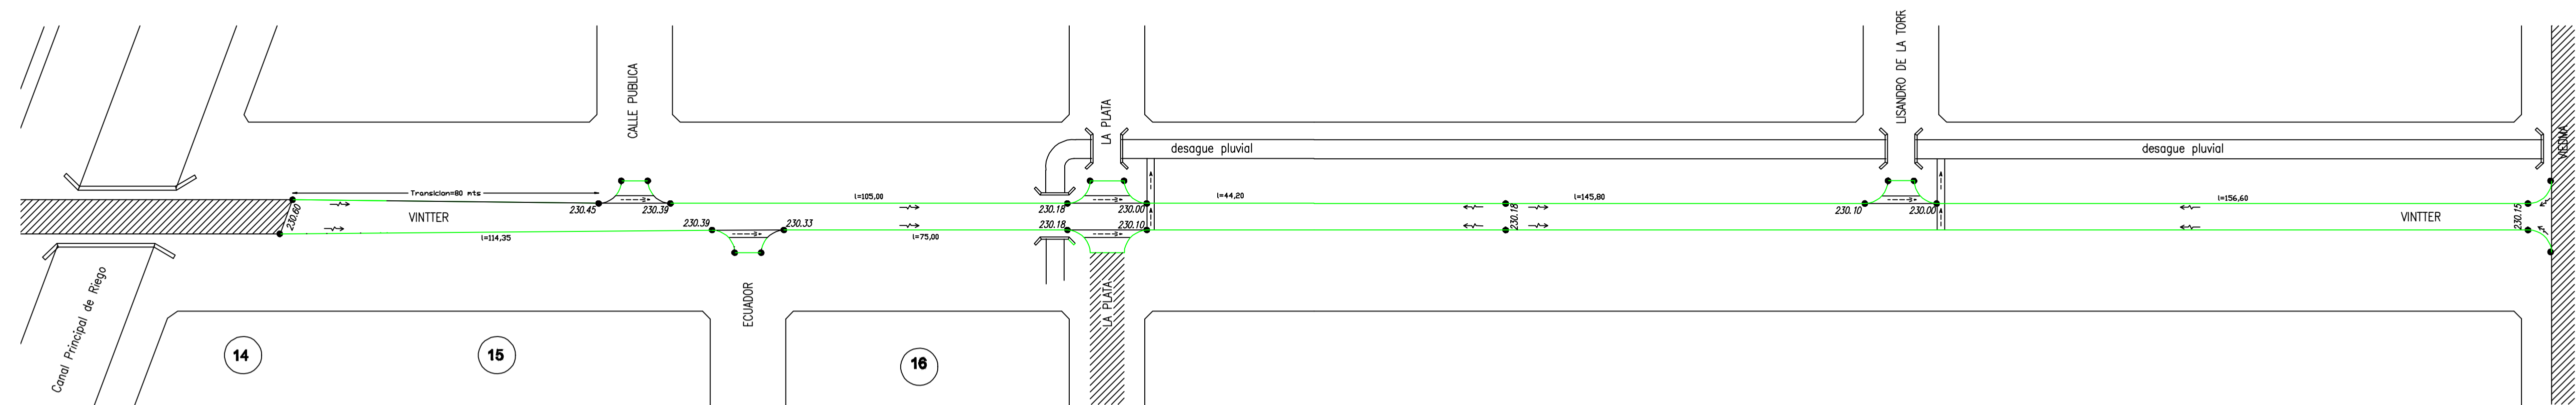 CALLE PUBLICA
LA PLATA
LISANDRO DE LA TORR
VIEDMA
desague pluvial
desague pluvial
Transicion=80 mts
l=105,00
l=44,20
l=145,80
l=156,60
230.60
230.45
230.39
230.18
230.00
230.18
230.10
230.00
230.15
VINTTER
VINTTER
230.39
230.33
230.18
230.10
l=114,35
l=75,00
Canal Principal de Riego
ECUADOR
LA PLATA
14
15
16